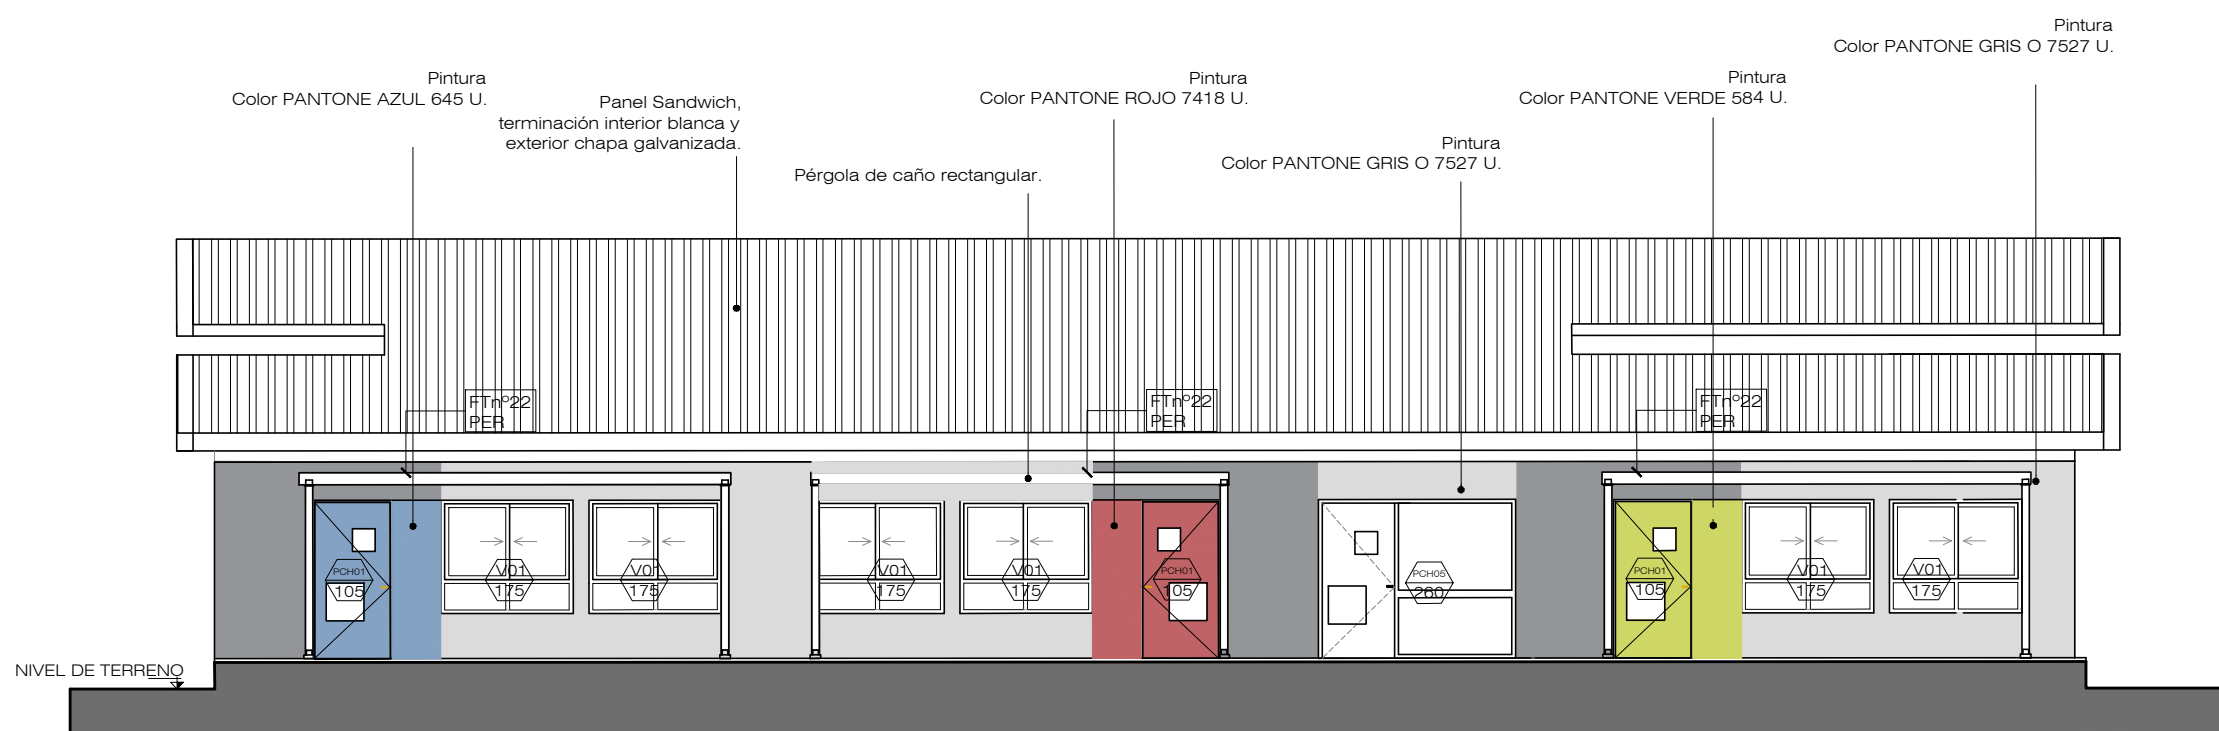 Pintura
Color PANTONE GRIS O 7527 U.
Pintura
Color PANTONE AZUL 645 U.
Panel Sandwich,
terminación interior blanca y
exterior chapa galvanizada.
Pintura
Color PANTONE ROJO 7418 U.
Pintura
Color PANTONE VERDE 584 U.
Pintura
Color PANTONE GRIS O 7527 U.
Pérgola de caño rectangular.
FTnº22
PER
FTnº22
PER
FTnº22
PER
PCH01
105
V01
175
V01
175
V01
175
V01
175
PCH01
105
PCH05
260
PCH01
105
V01
175
V01
175
NIVEL DE TERRENO